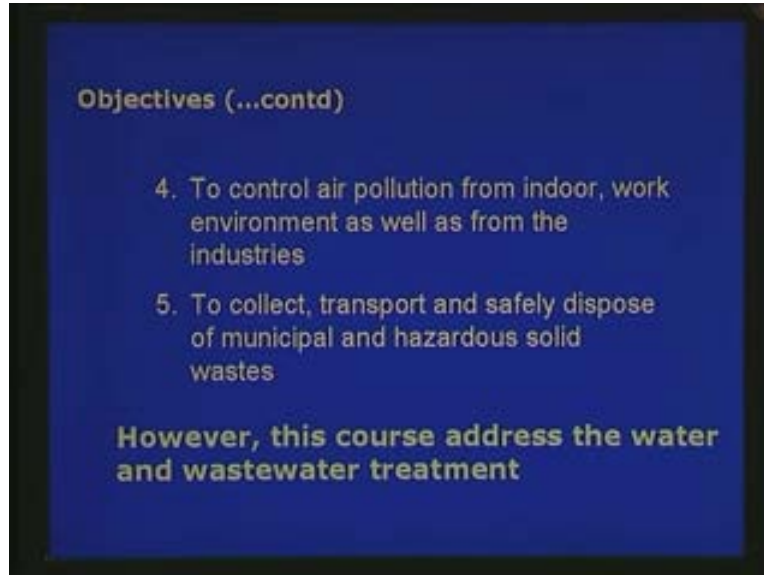 Objectives (...contd)
4. To control air pollution from indoor, work
environment as well as from the
industries
5. To collect, transport and safely dispose
of municipal and hazardous solid
wastes
However, this course address the water
and wastewater treatment